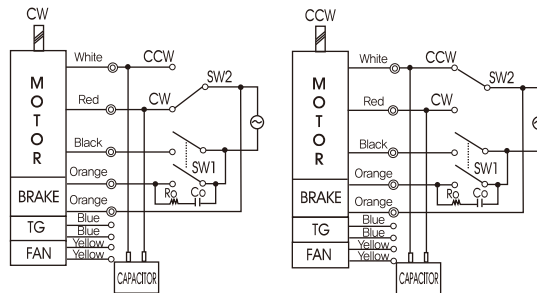 CW
White
CCW
SW2
Red
CW
MOTOR
Black
SW1
Orange
Ro
Co
BRAKE
Orange
TG
Blue
Blue
FAN
Yellow
Yellow
CAPACITOR
CCW
White
CCW
SW2
Red
CW
MOTOR
Black
SW1
Orange
Ro
Co
BRAKE
Orange
TG
Blue
Blue
FAN
Yellow
Yellow
CAPACITOR